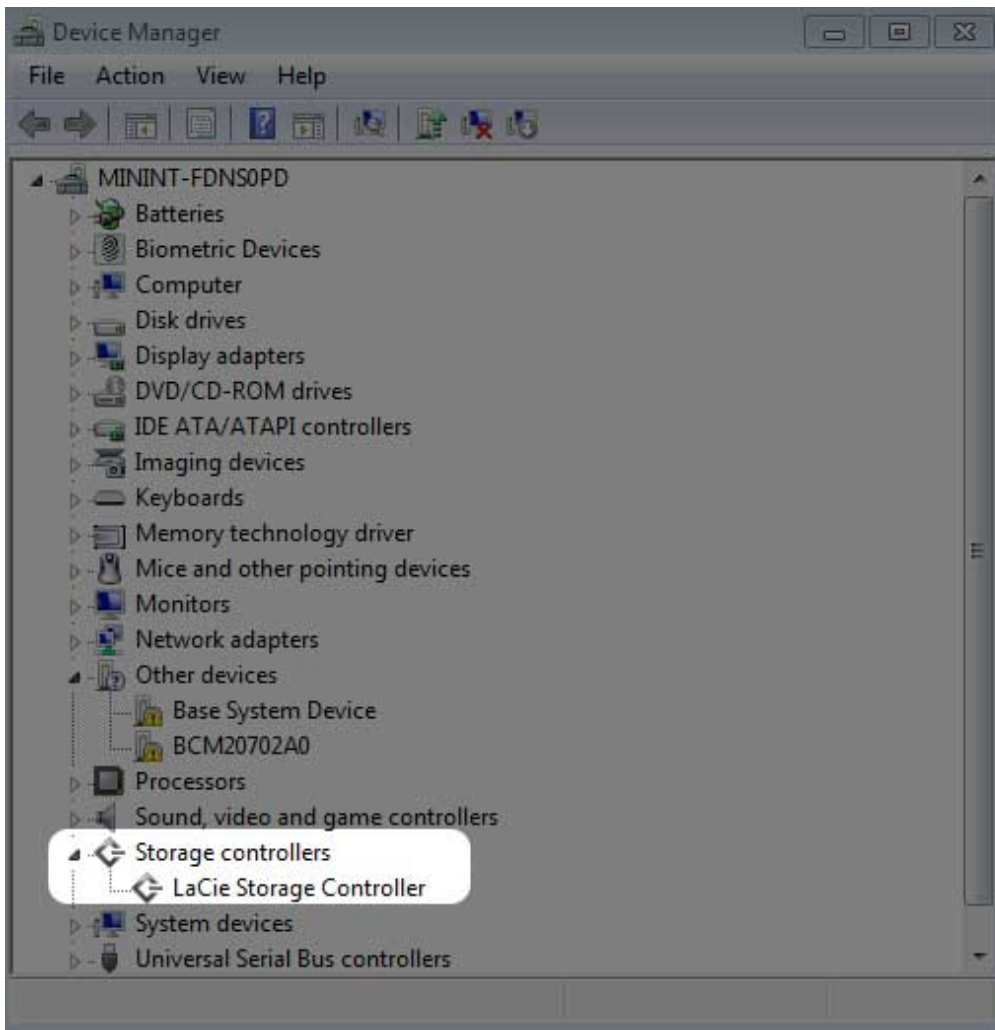 Device Manager
File Action View Help
MININT-FDNS0PD
Batteries
Biometric Devices
Computer
Disk drives
Display adapters
DVD/CD-ROM drives
IDE ATA/ATAPI controllers
Imaging devices
Keyboards
Memory technology driver
Mice and other pointing devices
Monitors
Network adapters
Other devices
Base System Device
BCM20702A0
Processors
Sound, video and game controllers
Storage controllers
LaCie Storage Controller
System devices
Universal Serial Bus controllers